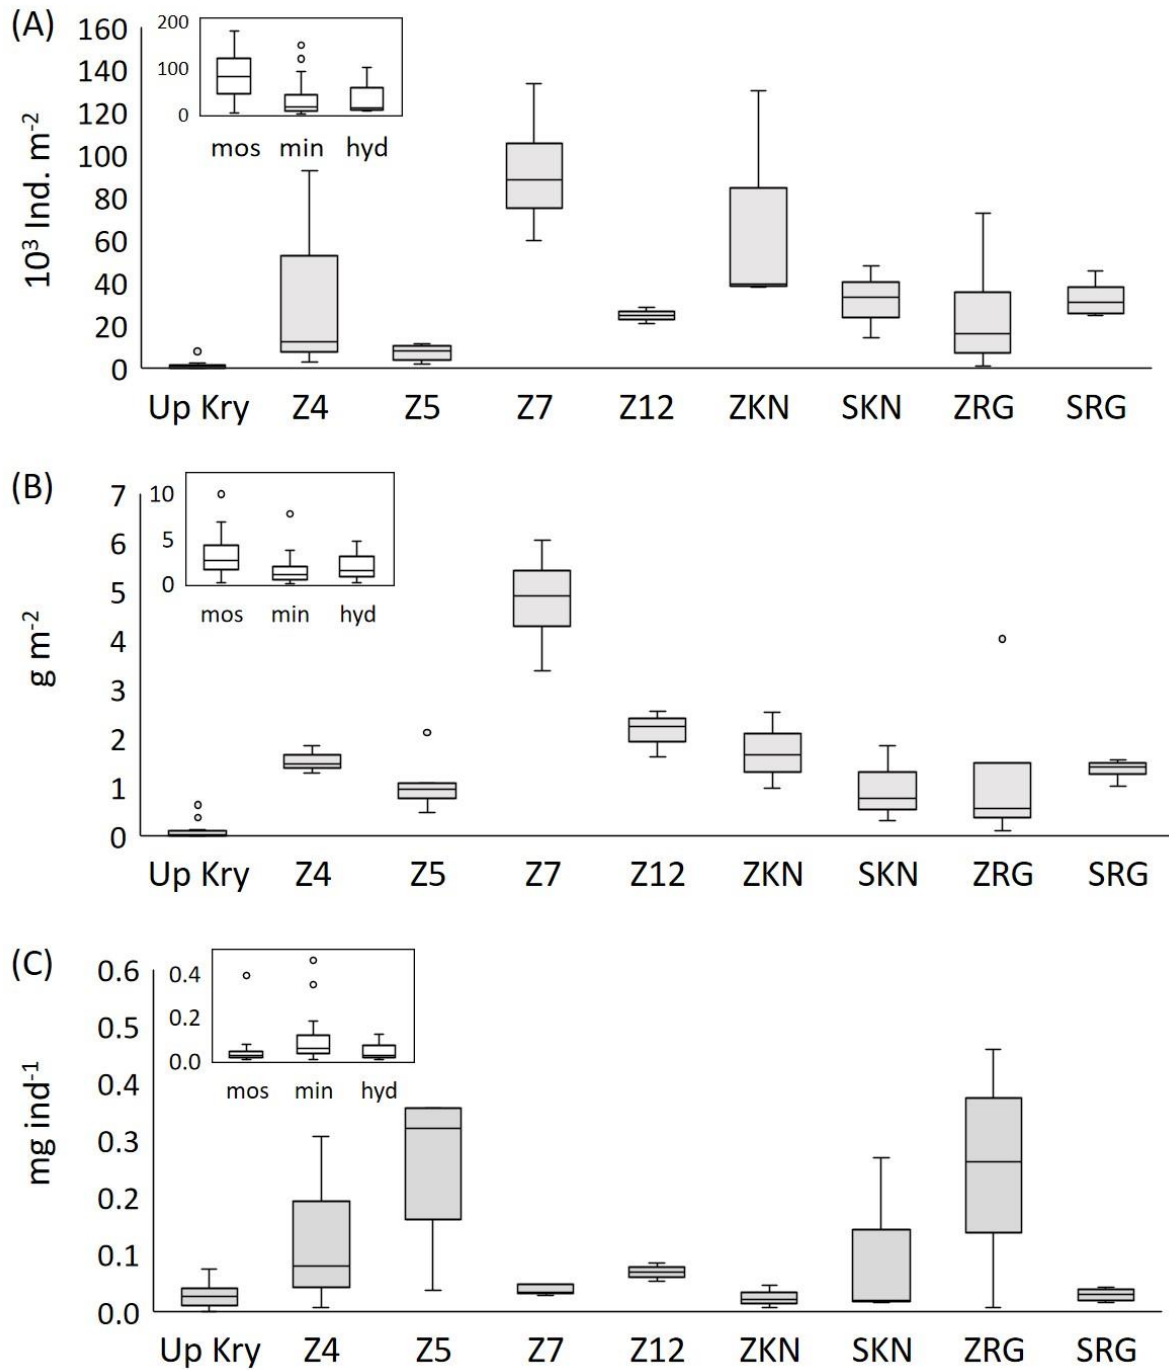 (A)
10³ Ind. m⁻²
160
140
120
100
80
60
40
20
0
200
100
0
mos min hyd
Up Kry Z4 Z5 Z7 Z12 ZKN SKN ZRG SRG
(B)
g m⁻²
7
6
5
4
3
2
1
0
10
5
0
mos min hyd
Up Kry Z4 Z5 Z7 Z12 ZKN SKN ZRG SRG
(C)
mg ind⁻¹
0.6
0.5
0.4
0.3
0.2
0.1
0.0
0.4
0.2
0.0
mos min hyd
Up Kry Z4 Z5 Z7 Z12 ZKN SKN ZRG SRG